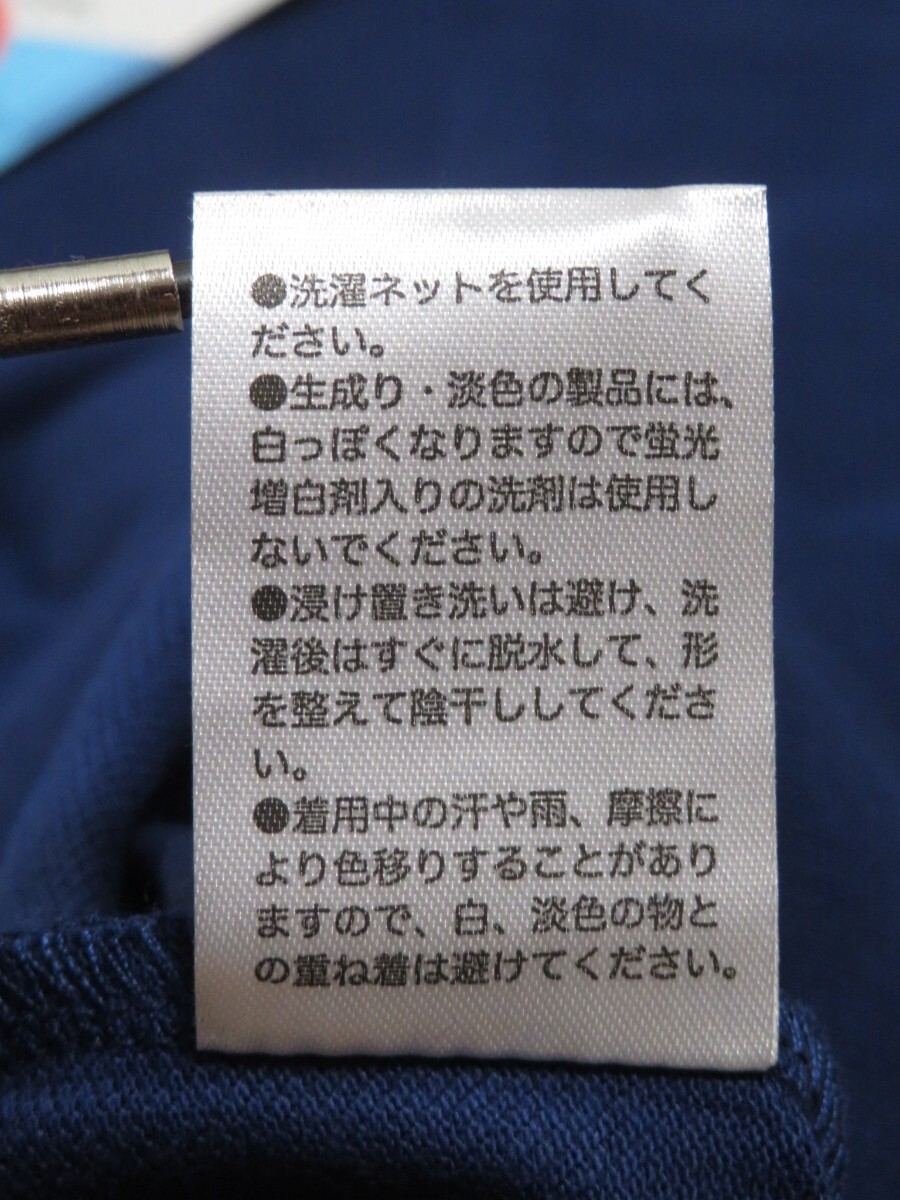 ●洗濯ネットを使用してく
ださい。
●生成り・淡色の製品には、
白っぽくなりますので蛍光
増白剤入りの洗剤は使用し
ないでください。
●浸け置き洗いは避け、洗
濯後はすぐに脱水して、形
を整えて陰干ししてくださ
い。
●着用中の汗や雨、摩擦に
より色移りすることがあり
ますので、白、淡色の物と
の重ね着は避けてください。